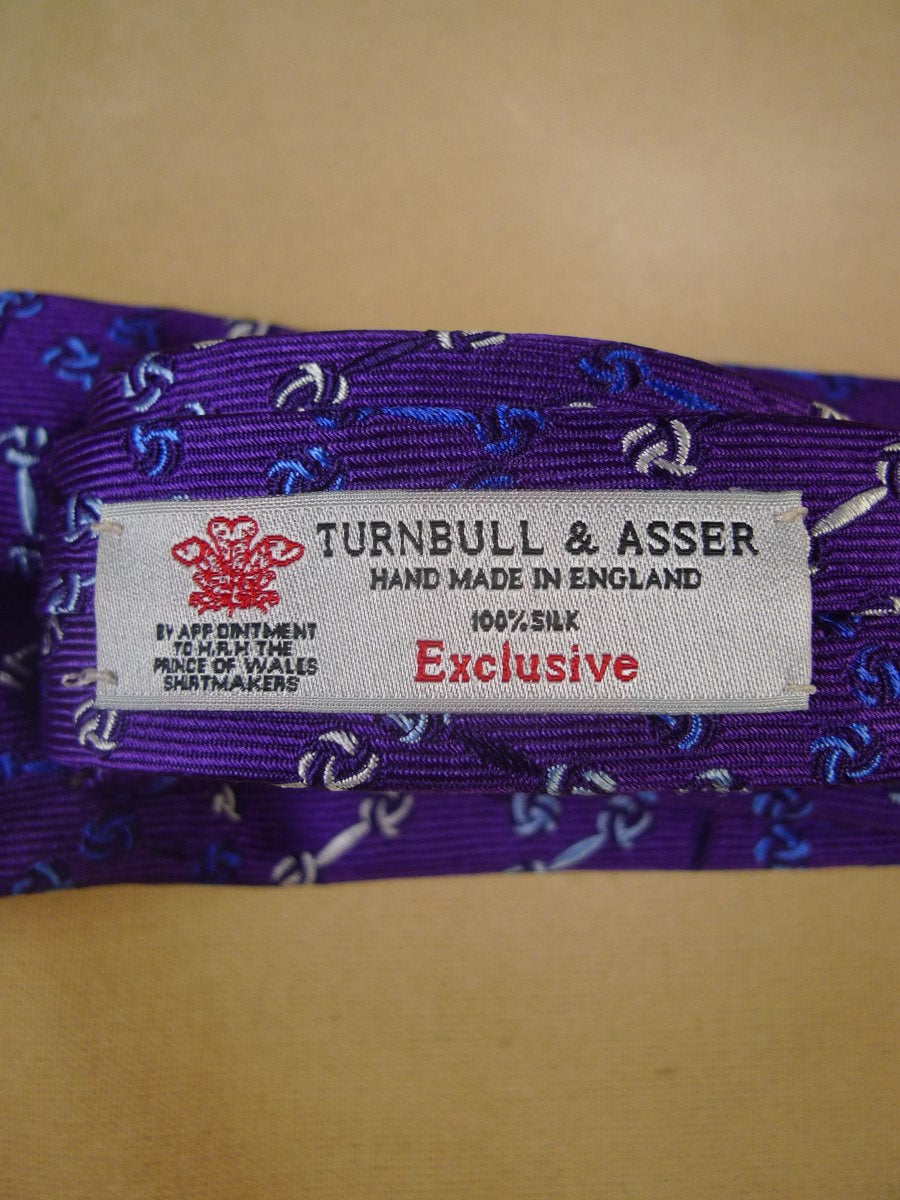 TURNBULL & ASSER
HAND MADE IN ENGLAND
100% SILK
Exclusive
BY APPOINTMENT
TO H.R.H THE
PRINCE OF WALES
SHIRTMAKERS